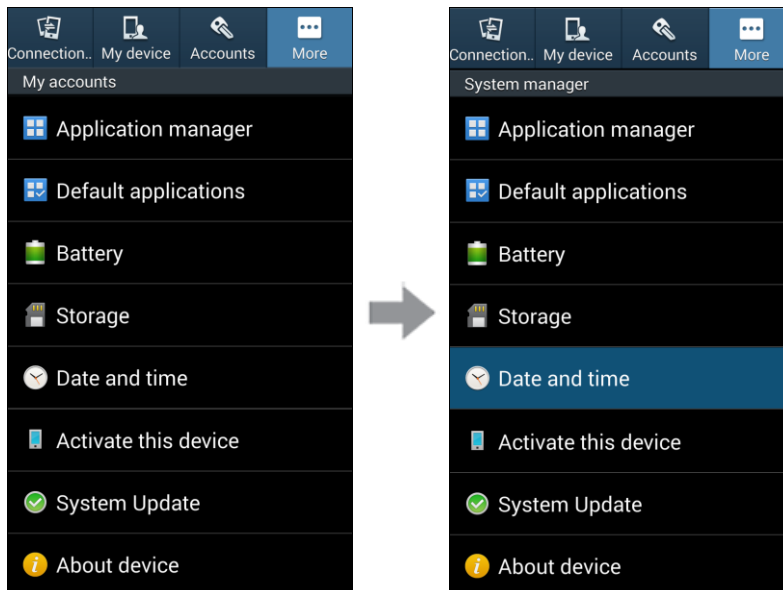 Connection.. My device Accounts More
My accounts
Application manager
Default applications
Battery
Storage
Date and time
Activate this device
System Update
About device
Connection.. My device Accounts More
System manager
Application manager
Default applications
Battery
Storage
Date and time
Activate this device
System Update
About device